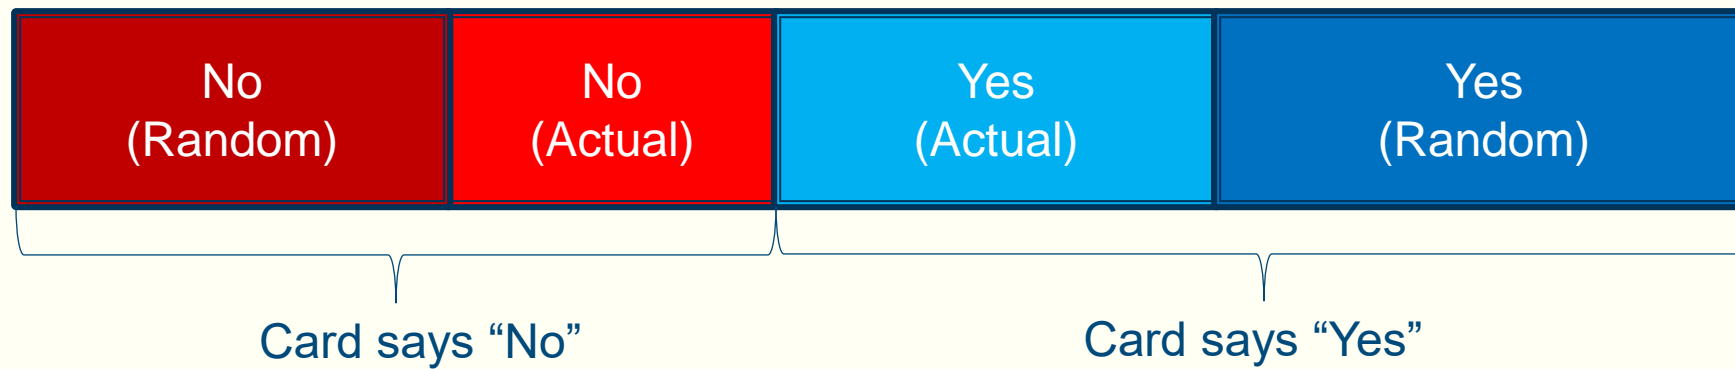 No
(Random)
No
(Actual)
Yes
(Actual)
Yes
(Random)
Card says “No”
Card says “Yes”